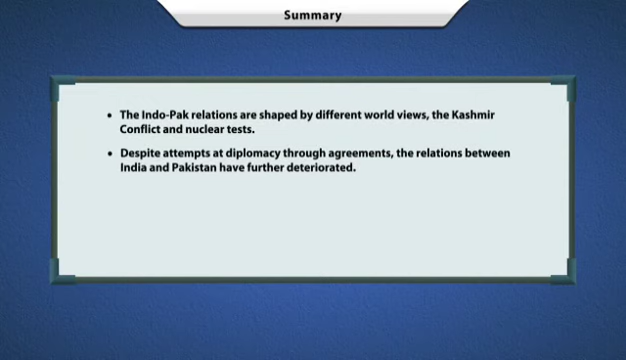 Summary
• The Indo-Pak relations are shaped by different world views, the Kashmir
Conflict and nuclear tests.
• Despite attempts at diplomacy through agreements, the relations between
India and Pakistan have further deteriorated.